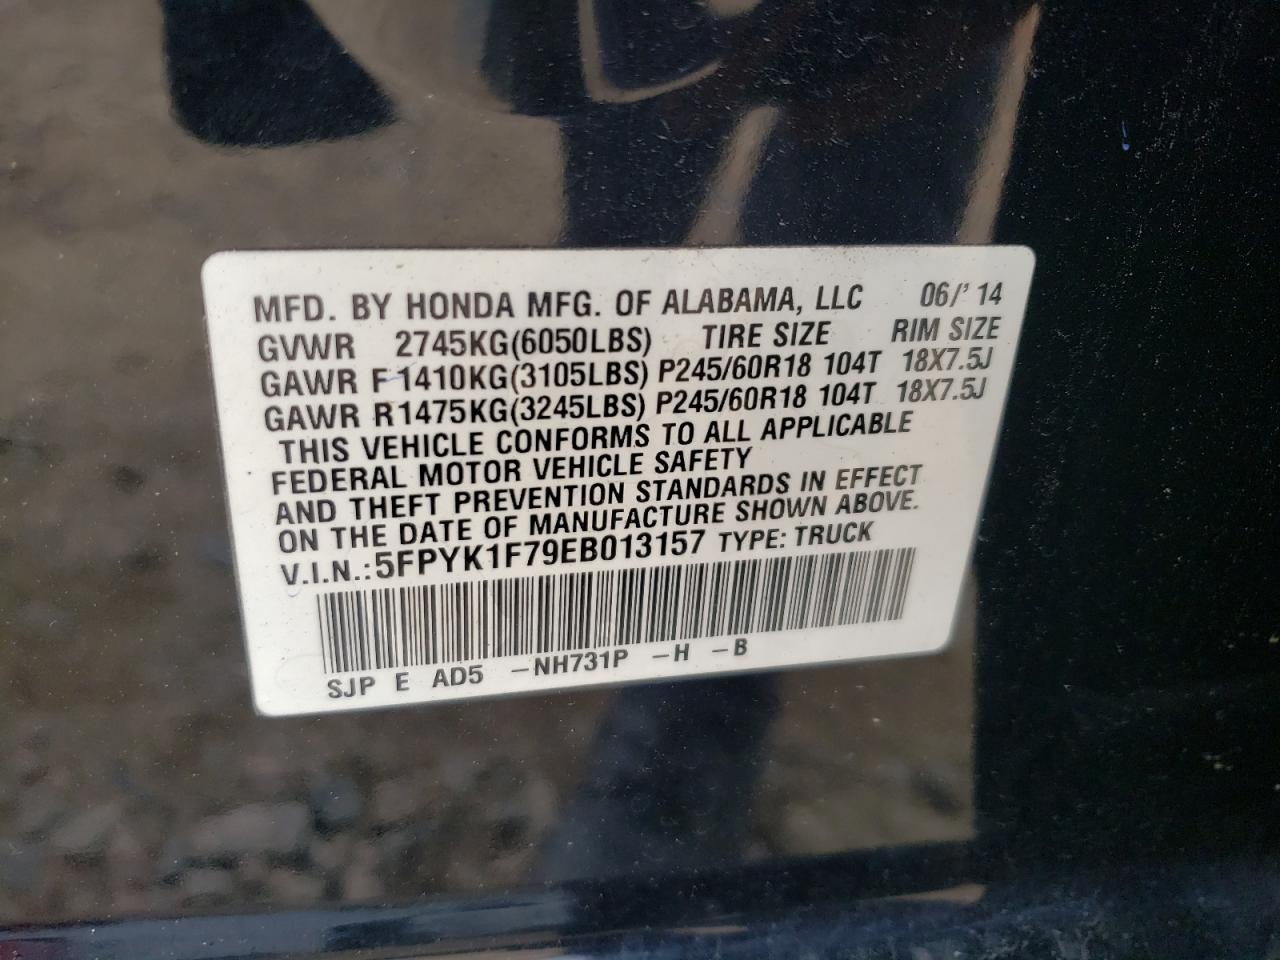 MFD. BY HONDA MFG. OF ALABAMA, LLC 06/'14
GVWR 2745KG(6050LBS) TIRE SIZE RIM SIZE
GAWR F 1410KG(3105LBS) P245/60R18 104T 18X7.5J
GAWR R 1475KG(3245LBS) P245/60R18 104T 18X7.5J
THIS VEHICLE CONFORMS TO ALL APPLICABLE
FEDERAL MOTOR VEHICLE SAFETY
AND THEFT PREVENTION STANDARDS IN EFFECT
ON THE DATE OF MANUFACTURE SHOWN ABOVE.
V.I.N.:5FPYK1F79EB013157 TYPE: TRUCK
SJP E AD5 -NH731P -H -B